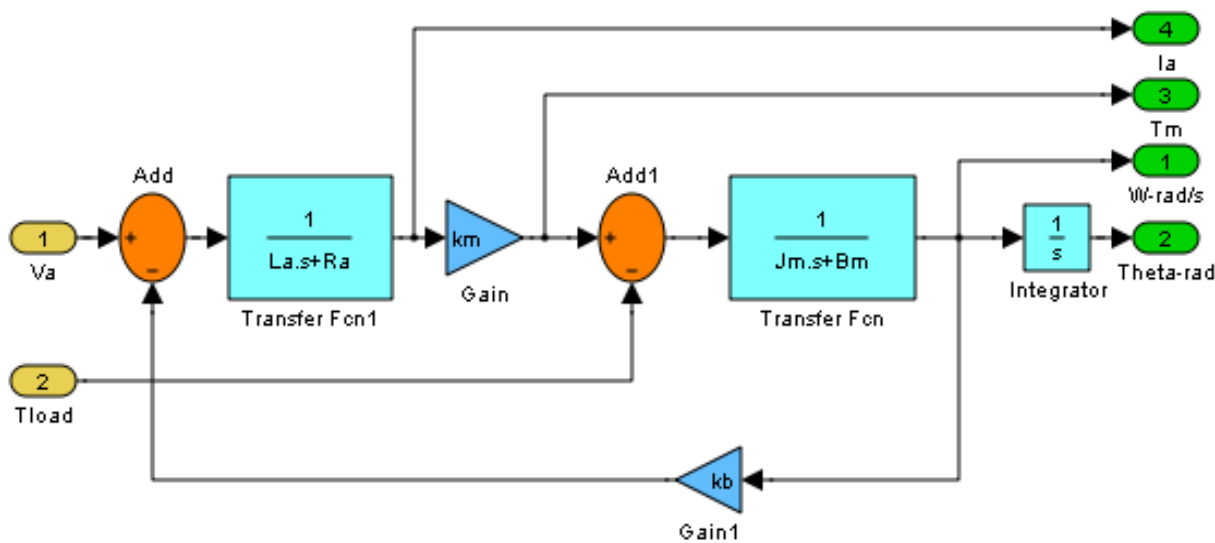 4
Ia
3
Tm
Add
Add1
1
W-rad/s
1
Va
+
−
1
La.s+Ra
km
Gain
+
−
1
Jm.s+Bm
1
s
2
Theta-rad
Integrator
Transfer Fcn1
Transfer Fcn
2
Tload
kb
Gain1